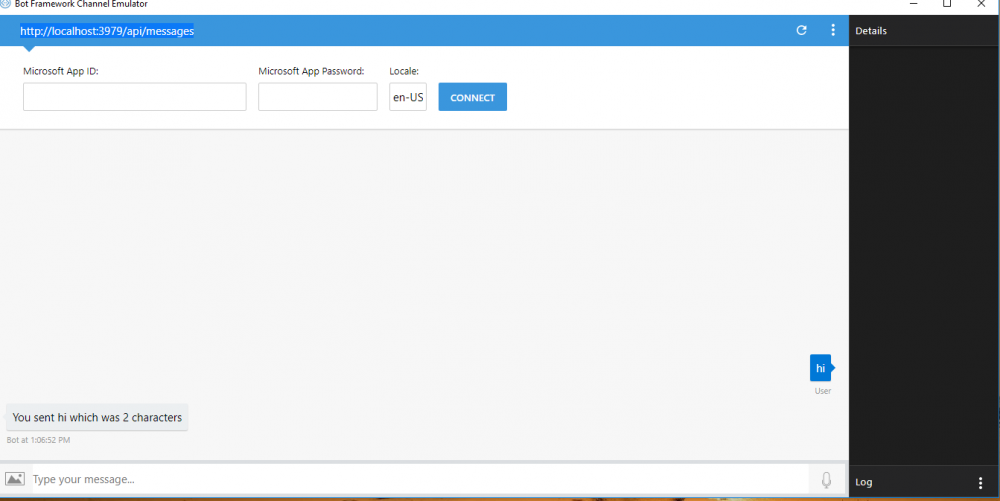 Bot Framework Channel Emulator
http://localhost:3979/api/messages
Details
Microsoft App ID:
Microsoft App Password:
Locale:
en-US
CONNECT
hi
User
You sent hi which was 2 characters
Bot at 1:06:52 PM
Type your message...
Log